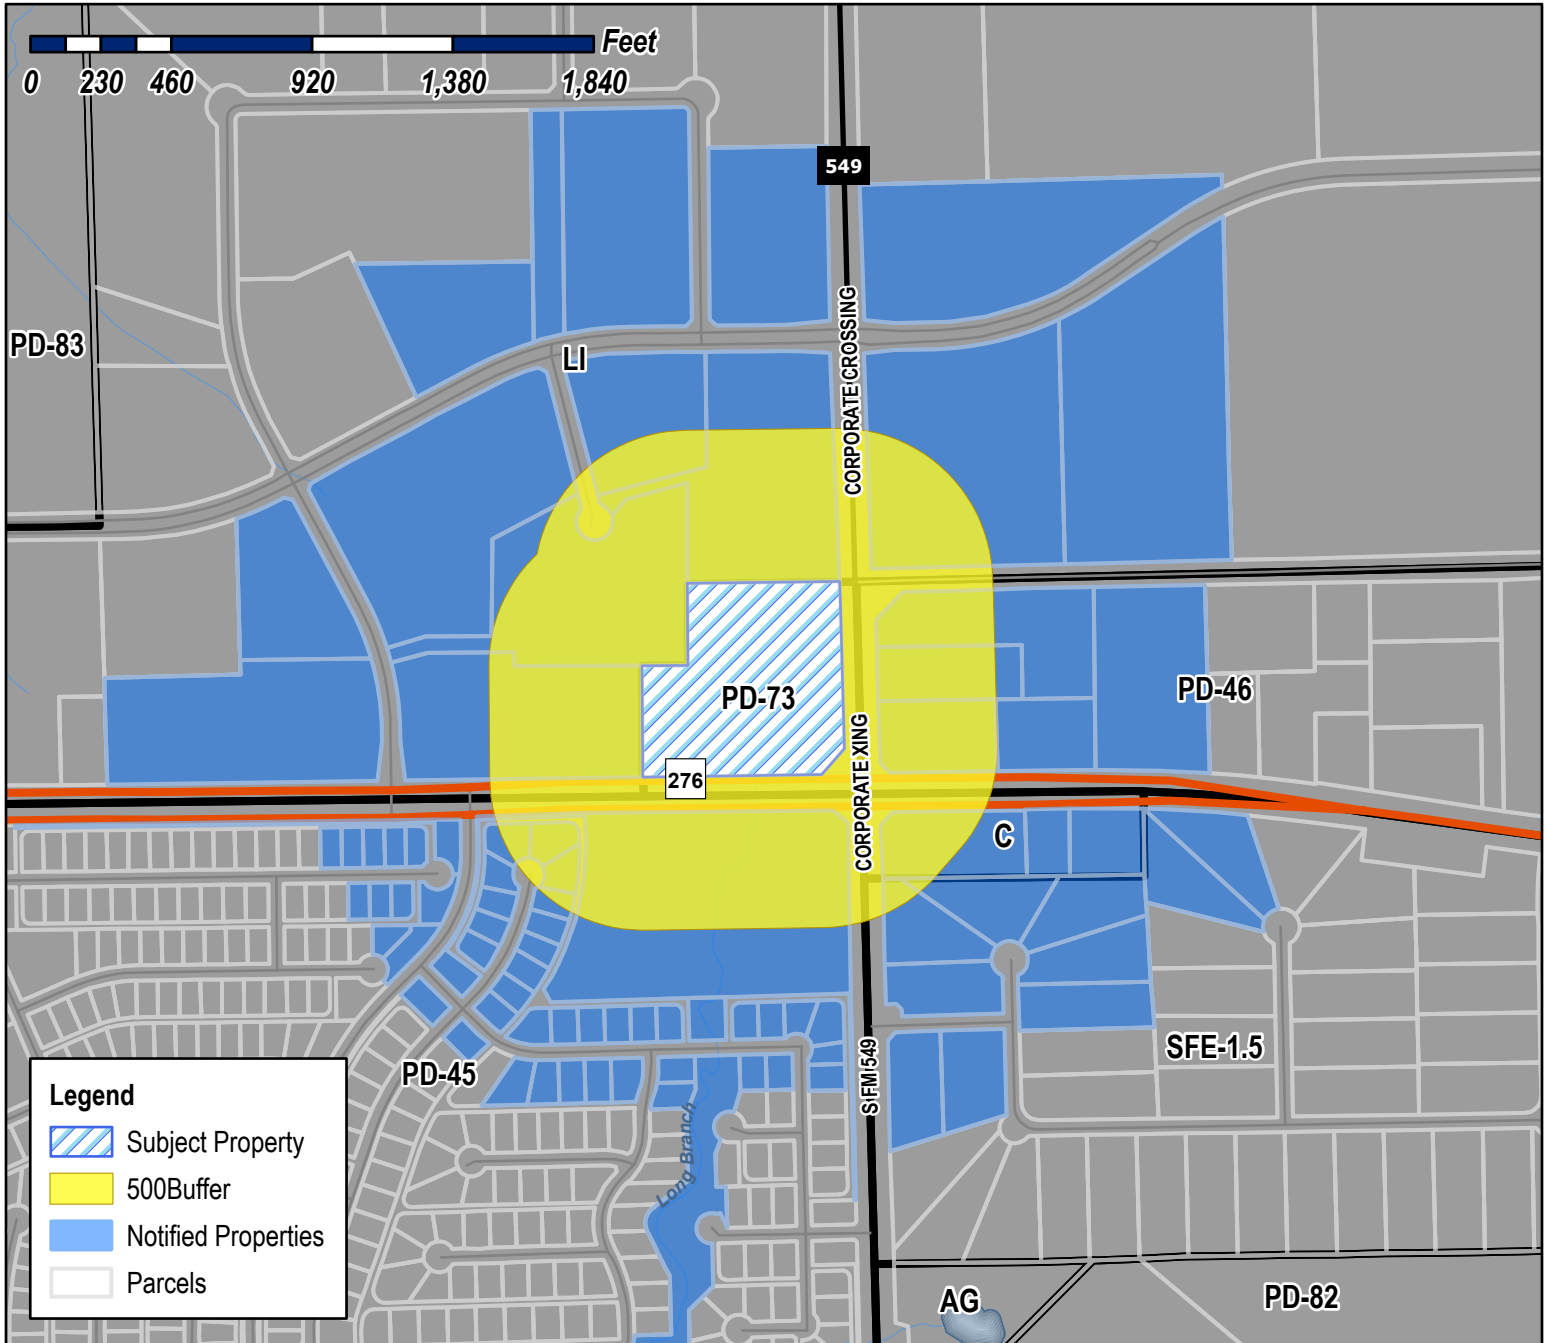 Feet
0 230 460 920 1,380 1,840
549
PD-83
LI
CORPORATE CROSSING
PD-73
PD-46
276
CORPORATE XING
C
S FM 549
SFE-1.5
PD-45
Long Branch
AG
PD-82
Legend
Subject Property
500Buffer
Notified Properties
Parcels